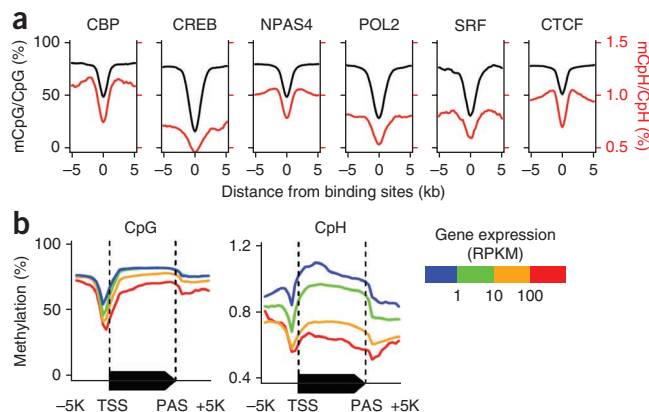 a
CBP CREB NPAS4 POL2 SRF CTCF
mCpG/CpG (%)
100
50
0
mCpH/CpH (%)
1.5
1.0
0.5
−5 0 5 −5 0 5 −5 0 5 −5 0 5 −5 0 5 −5 0 5
Distance from binding sites (kb)
b
CpG CpH
Methylation (%)
100
50
0
1.2
0.8
0.4
−5K TSS PAS +5K −5K TSS PAS +5K
Gene expression
(RPKM)
1 10 100